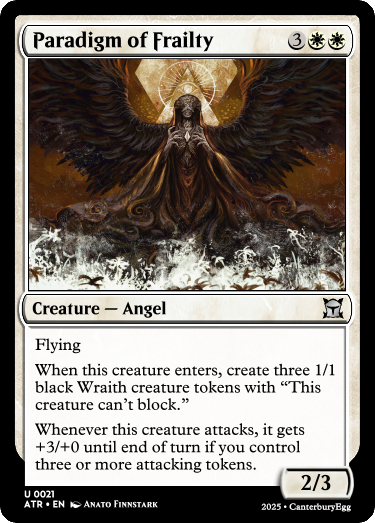 Paradigm of Frailty 3
Creature — Angel
Flying
When this creature enters, create three 1/1
black Wraith creature tokens with “This
creature can’t block.”
Whenever this creature attacks, it gets
+3/+0 until end of turn if you control
three or more attacking tokens.
2/3
U 0021
ATR • EN Anato Finnstark
2025 • CanterburyEgg